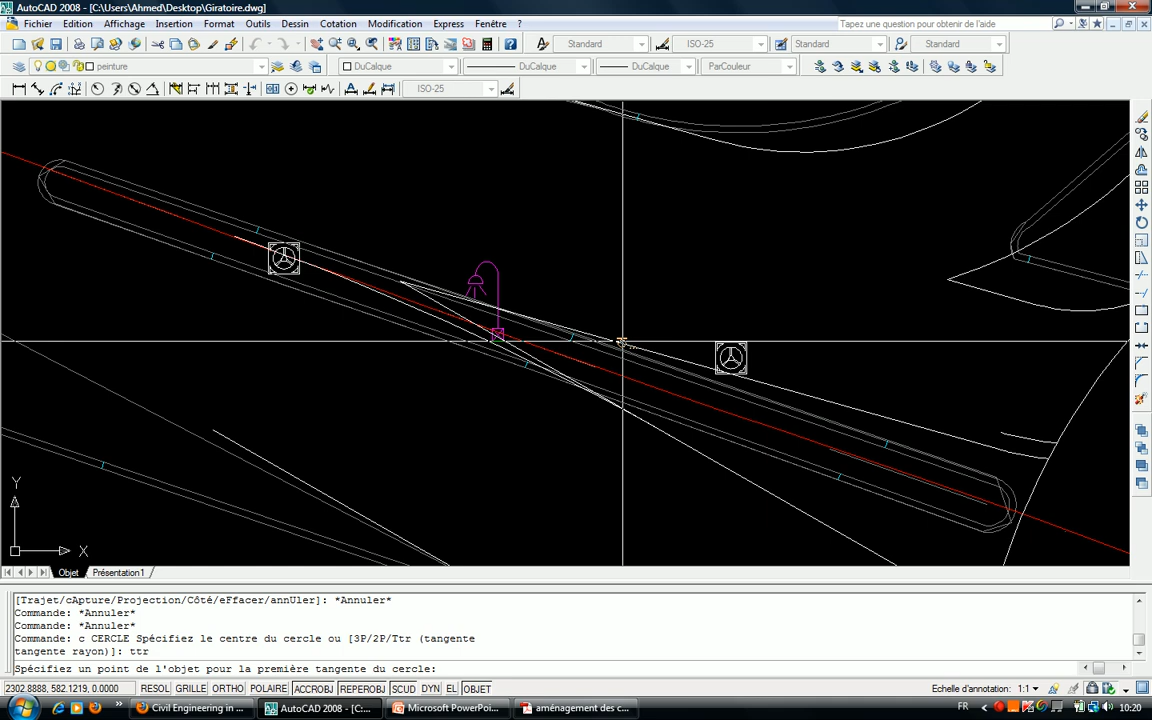 AutoCAD 2008 - [C:\Users\Ahmed\Desktop\Giratoire.dwg]
Fichier Edition Affichage Insertion Format Outils Dessin Cotation Modification Express Fenêtre ? Tapez une question pour obtenir de l'aide
Standard ISO-25 Standard Standard
peinture DuCalque DuCalque DuCalque ParCouleur
ISO-25
Y
X
Objet Présentation1
[Trajet/cApture/Projection/Côté/eFfacer/annUler]: *Annuler*
Commande: *Annuler*
Commande: *Annuler*
Commande: c CERCLE Spécifiez le centre du cercle ou [3P/2P/Ttr (tangente
tangente rayon)]: ttr
Spécifiez un point de l'objet pour la première tangente du cercle:
2302.8888, 582.1219, 0.0000 RESOL GRILLE ORTHO POLAIRE ACCROBJ REPEROBJ SCUD DYN EL OBJET Echelle d'annotation: 1:1
Civil Engineering in ... AutoCAD 2008 - [C:... Microsoft PowerPoi... aménagement des c... FR 10:20